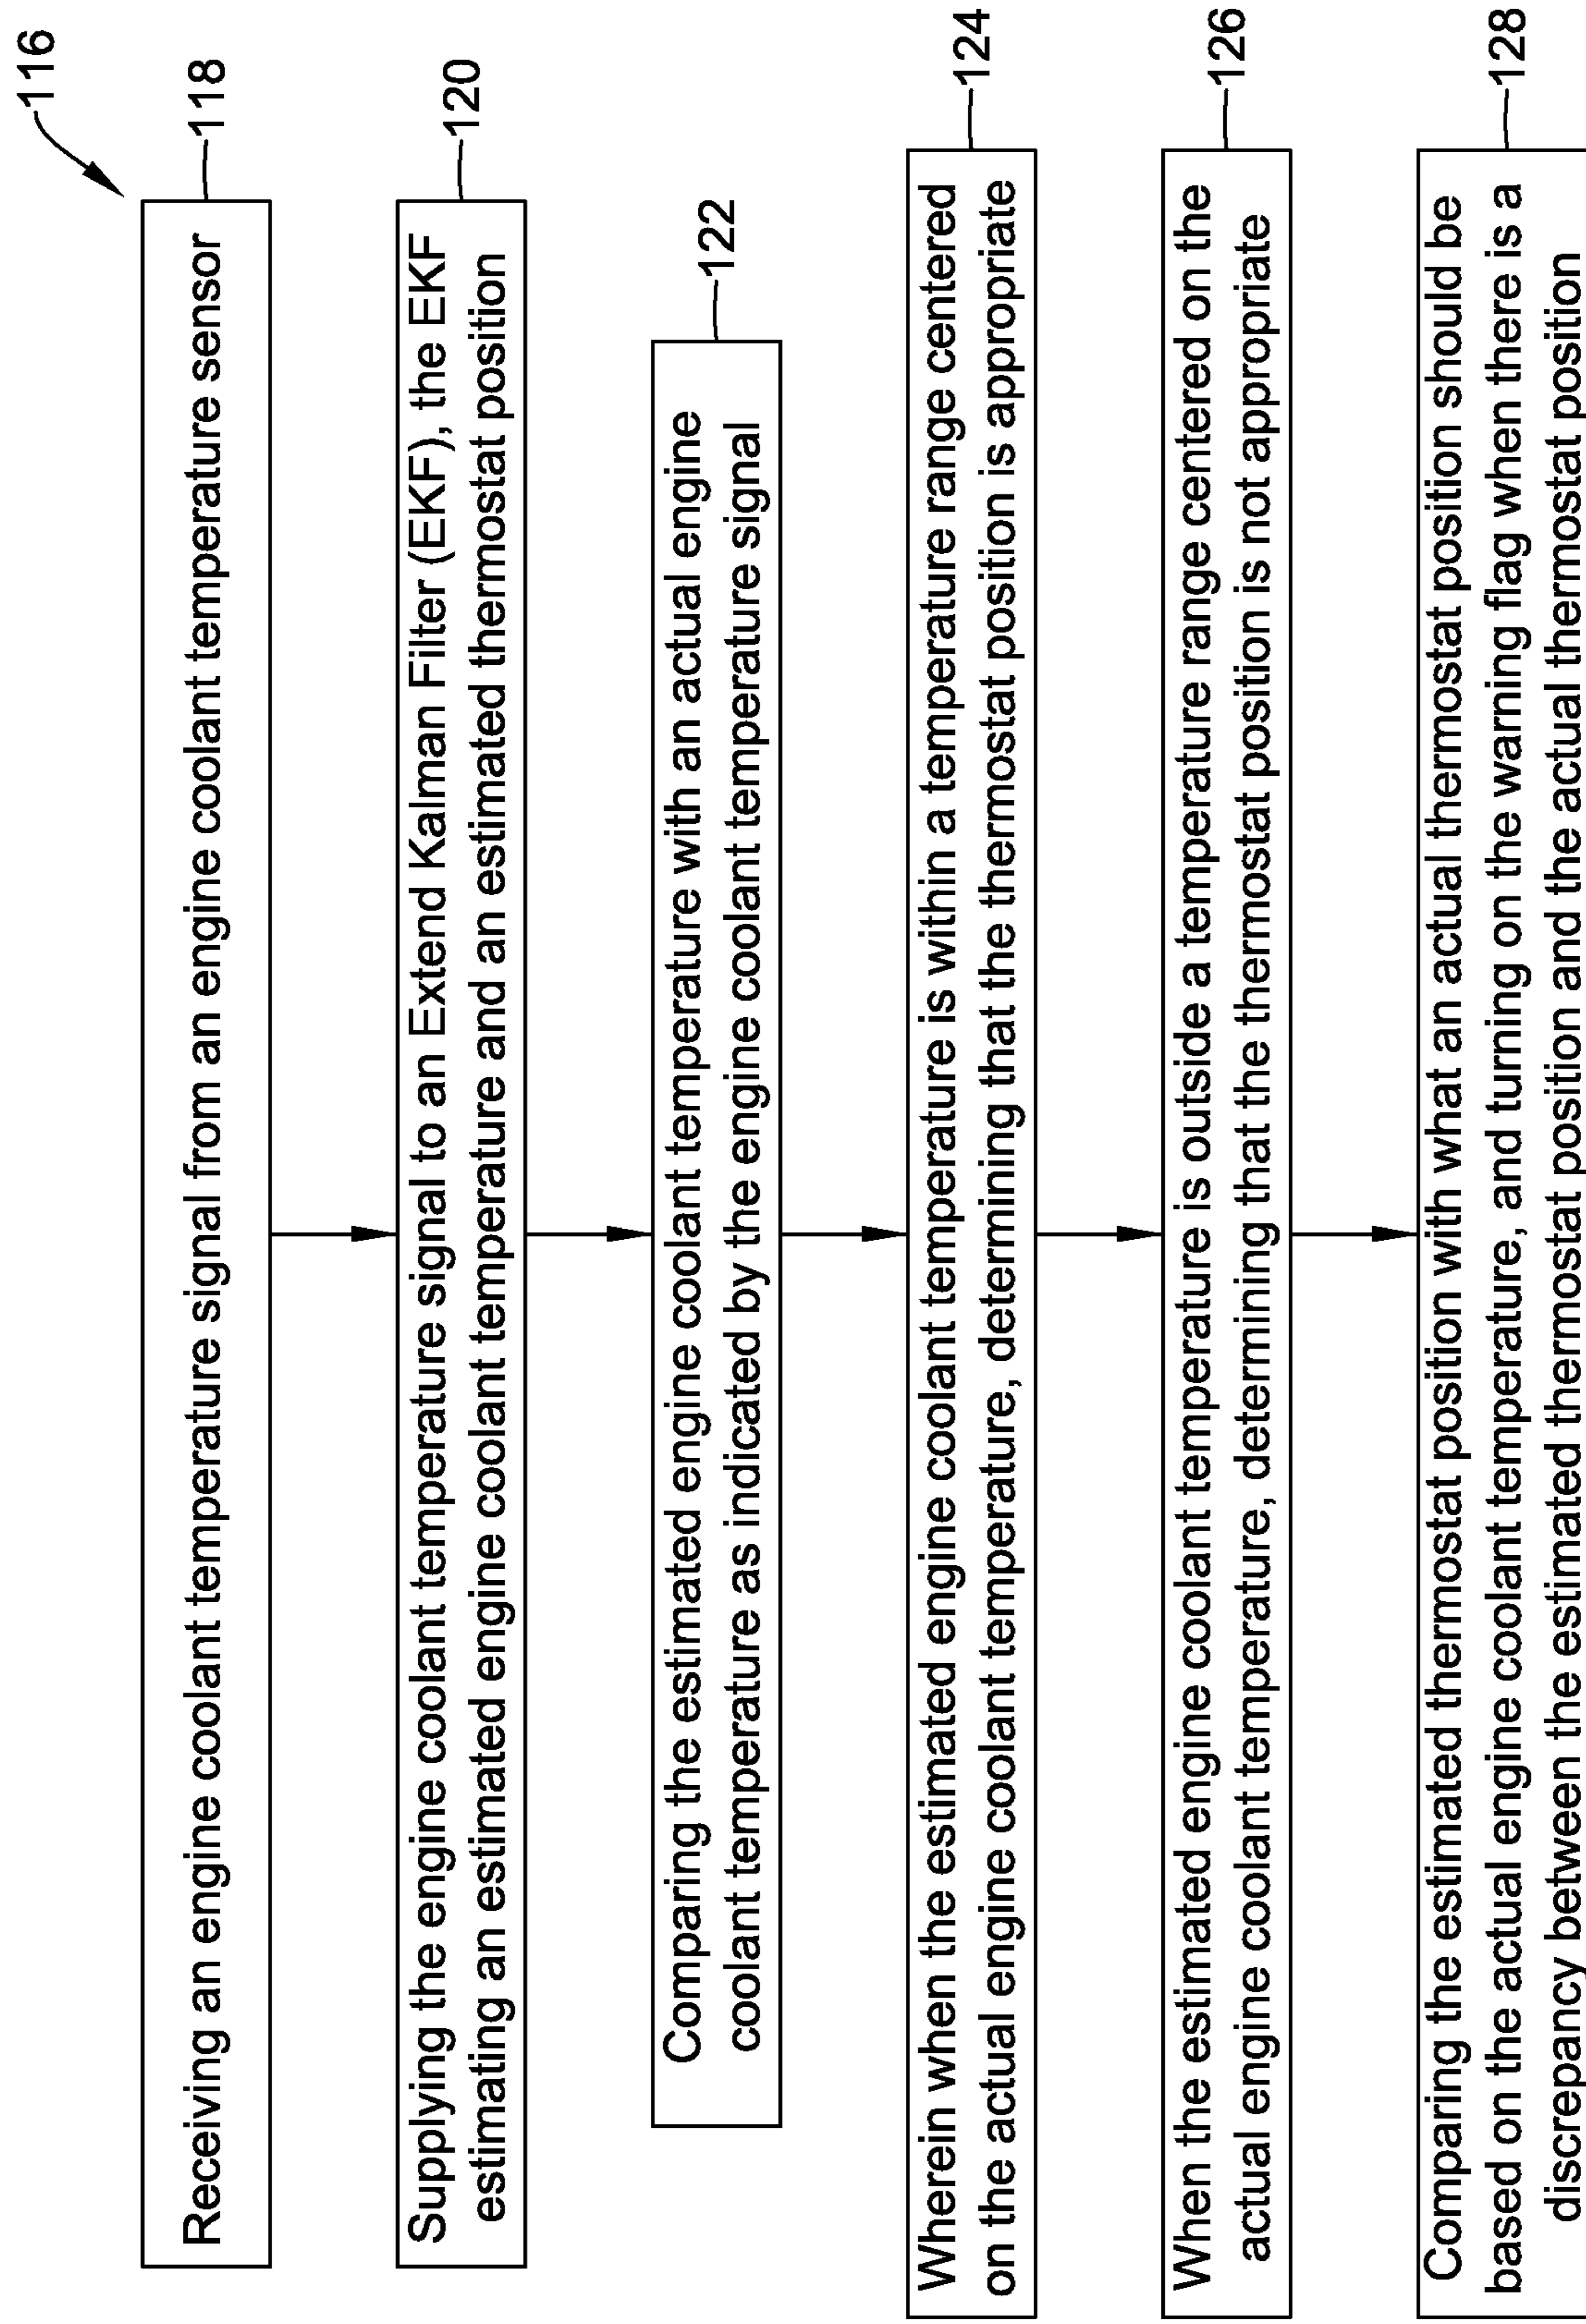 116
Receiving an engine coolant temperature signal from an engine coolant temperature sensor
118
Supplying the engine coolant temperature signal to an Extend Kalman Filter (EKF), the EKF
estimating an estimated engine coolant temperature and an estimated thermostat position
120
Comparing the estimated engine coolant temperature with an actual engine
coolant temperature as indicated by the engine coolant temperature signal
122
Wherein when the estimated engine coolant temperature is within a temperature range centered
on the actual engine coolant temperature, determining that the thermostat position is appropriate
124
When the estimated engine coolant temperature is outside a temperature range centered on the
actual engine coolant temperature, determining that the thermostat position is not appropriate
126
Comparing the estimated thermostat position with what an actual thermostat position should be
based on the actual engine coolant temperature, and turning on the warning flag when there is a
discrepancy between the estimated thermostat position and the actual thermostat position
128